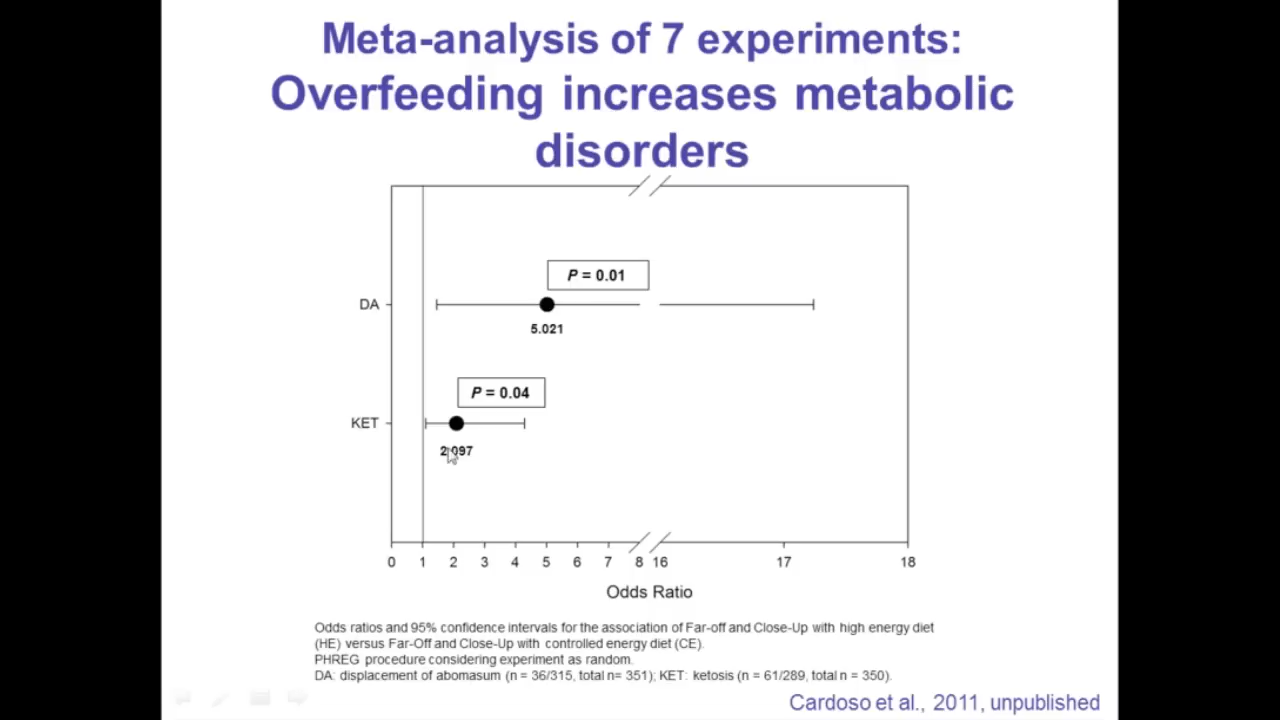 Meta-analysis of 7 experiments:
Overfeeding increases metabolic
disorders
P = 0.01
DA
5.021
P = 0.04
KET
2.097
0 1 2 3 4 5 6 7 8 16 17 18
Odds Ratio
Odds ratios and 95% confidence intervals for the association of Far-off and Close-Up with high energy diet
(HE) versus Far-Off and Close-Up with controlled energy diet (CE).
PHREG procedure considering experiment as random.
DA: displacement of abomasum (n = 36/315, total n= 351); KET: ketosis (n = 61/289, total n = 350).
Cardoso et al., 2011, unpublished